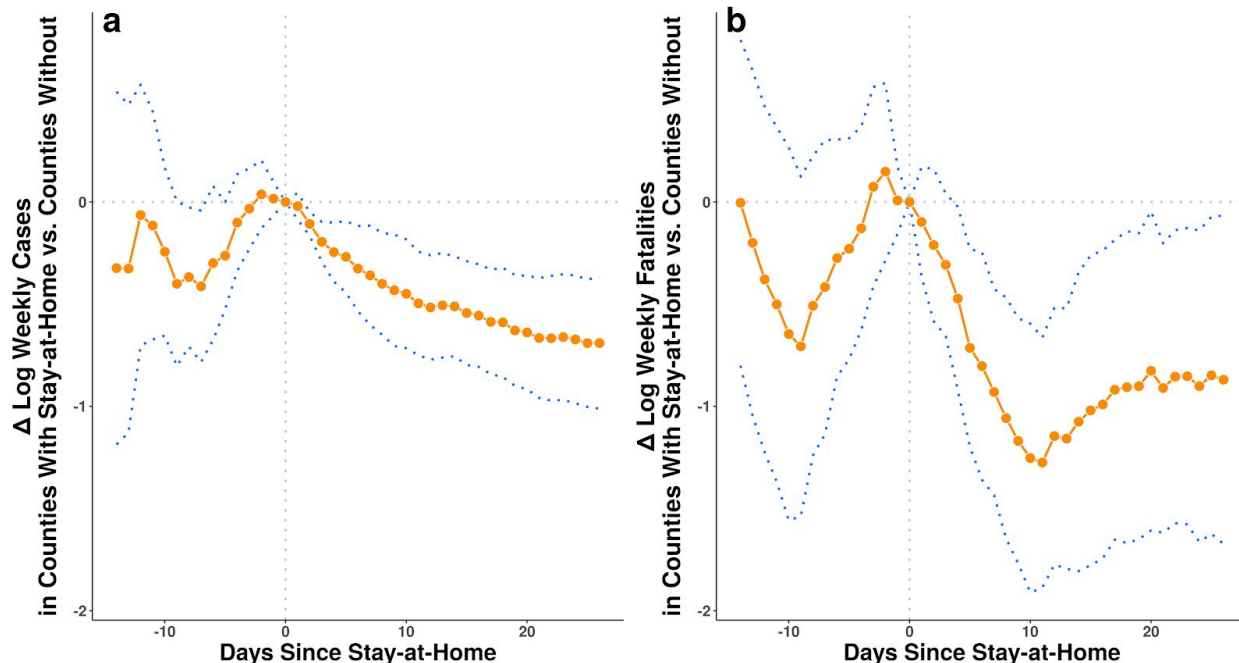 a
Δ Log Weekly Cases
in Counties With Stay-at-Home vs. Counties Without
0
-1
-2
-10
0
10
20
Days Since Stay-at-Home
b
Δ Log Weekly Fatalities
in Counties With Stay-at-Home vs. Counties Without
0
-1
-2
-10
0
10
20
Days Since Stay-at-Home